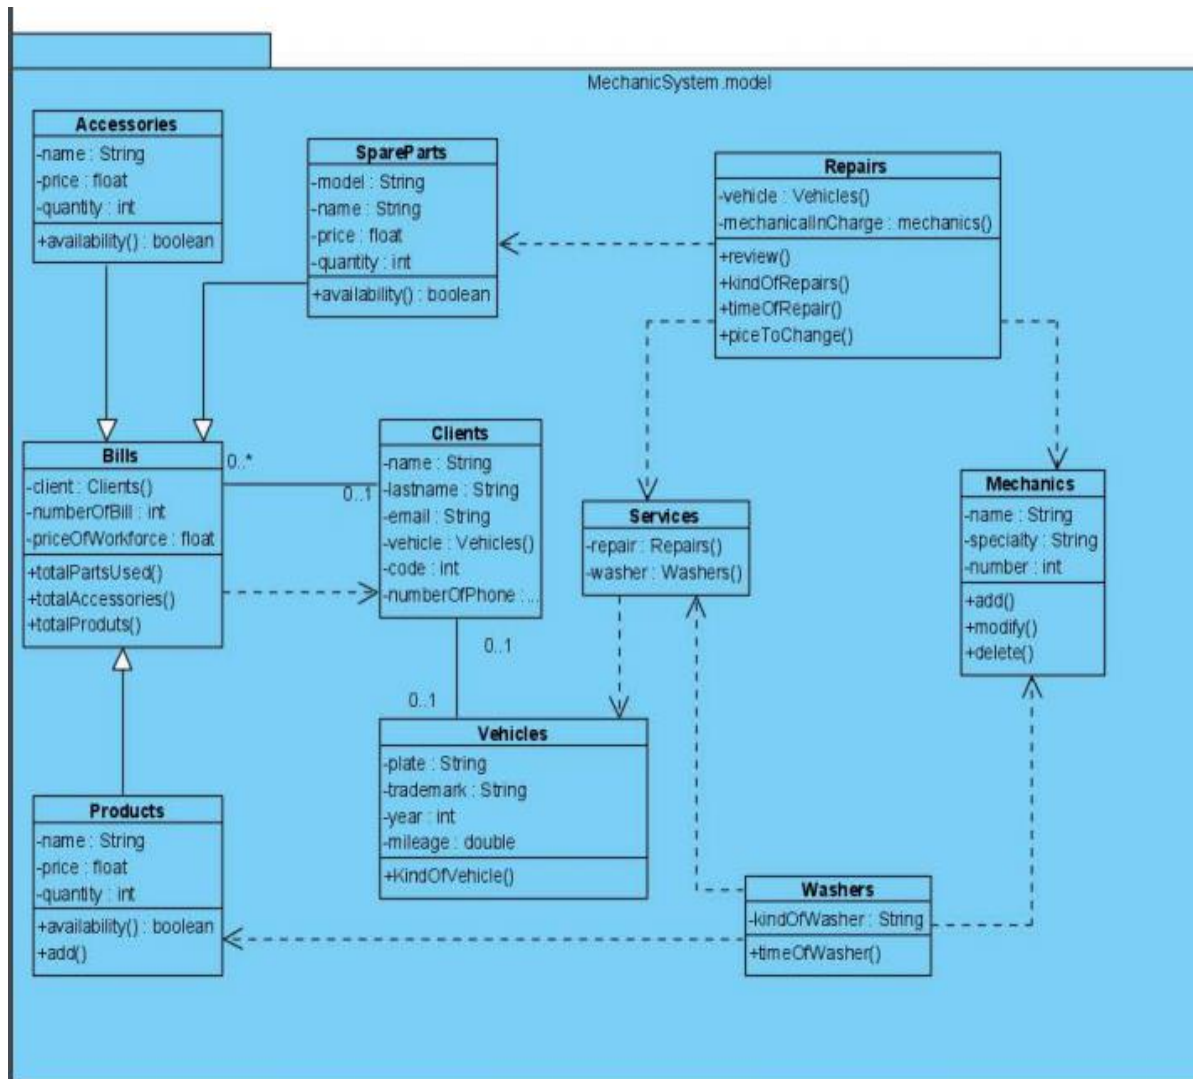 MechanicSystem.model
Accessories
-name : String
-price : float
-quantity : int
+availability() : boolean
SpareParts
-model : String
-name : String
-price : float
-quantity : int
+availability() : boolean
Repairs
-vehicle : Vehicles()
-mechanicalInCharge : mechanics()
+review()
+kindOfRepairs()
+timeOfRepair()
+piceToChange()
Bills
-client : Clients()
-numberOfBill : int
-priceOfWorkforce : float
+totalPartsUsed()
+totalAccessories()
+totalProduts()
0..*
0..1
Clients
-name : String
-lastname : String
-email : String
-vehicle : Vehicles()
-code : int
-numberOfPhone : ...
Services
-repair : Repairs()
-washer : Washers()
Mechanics
-name : String
-specialty : String
-number : int
+add()
+modify()
+delete()
0..1
0..1
Vehicles
-plate : String
-trademark : String
-year : int
-mileage : double
+KindOfVehicle()
Products
-name : String
-price : float
-quantity : int
+availability() : boolean
+add()
Washers
-kindOfWasher : String
+timeOfWasher()